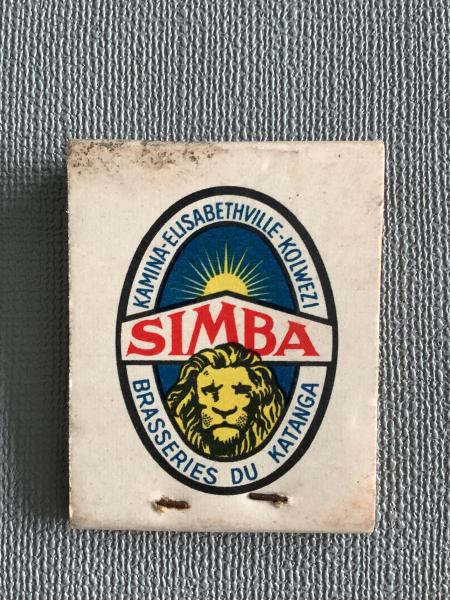 KAMINA-ELISABETHVILLE-KOLWEZI
SIMBA
BRASSERIES DU KATANGA